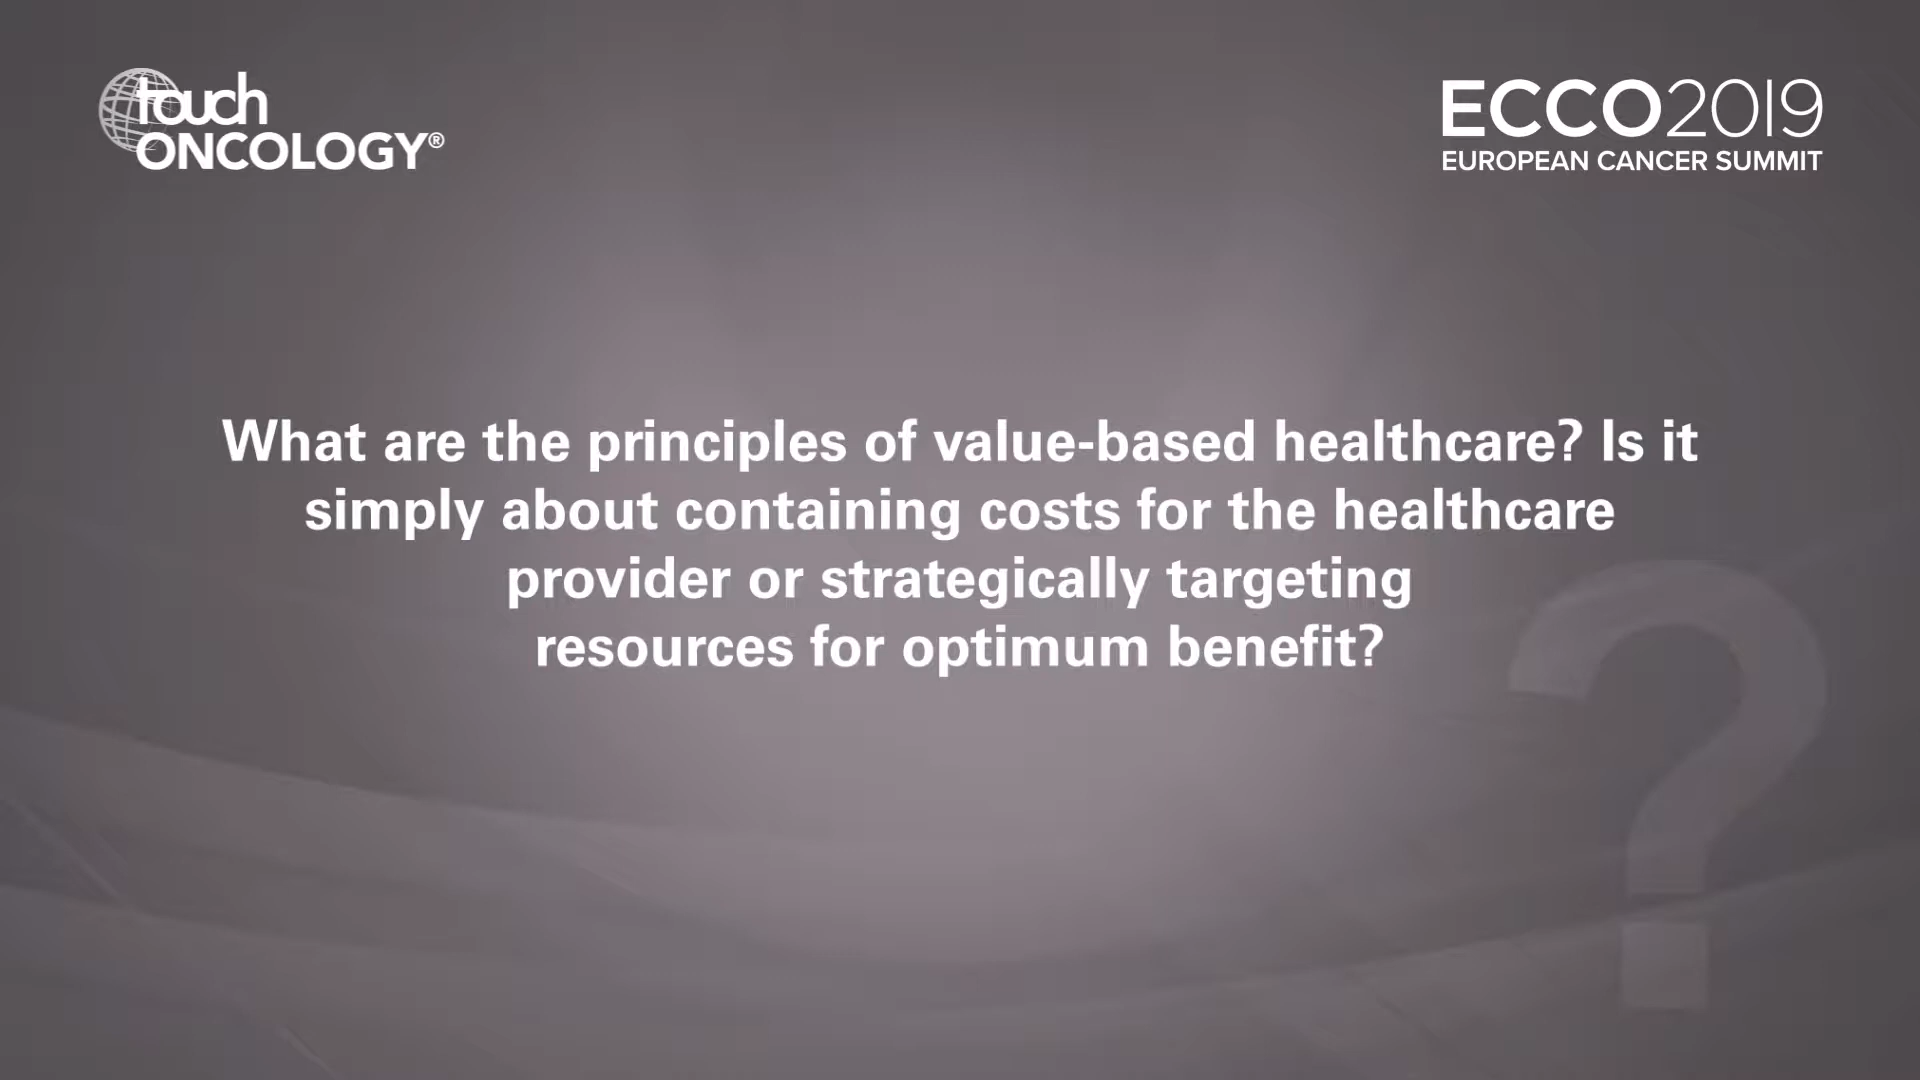 touch
ONCOLOGY®
ECCO2019
EUROPEAN CANCER SUMMIT
What are the principles of value-based healthcare? Is it
simply about containing costs for the healthcare
provider or strategically targeting
resources for optimum benefit?
?